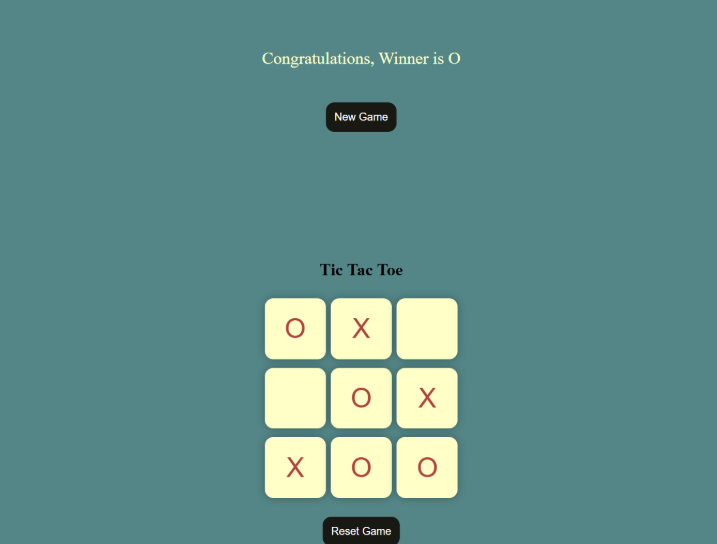 Congratulations, Winner is O
New Game
Tic Tac Toe
O X
O X
X O O
Reset Game